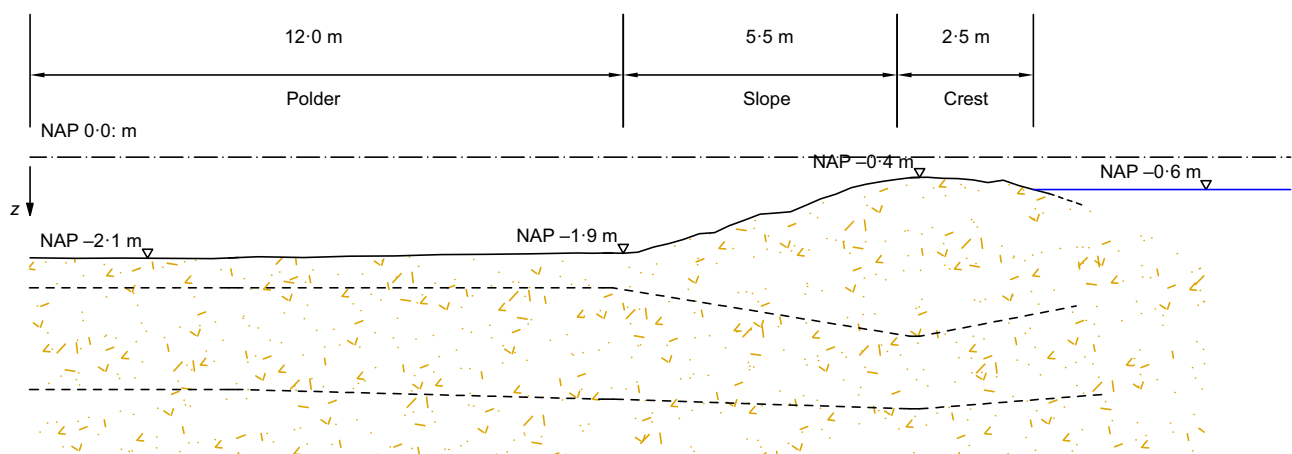 12·0 m
5·5 m
2·5 m
Polder
Slope
Crest
NAP 0·0: m
NAP –0·4 m
NAP –0·6 m
z
NAP –2·1 m
NAP –1·9 m